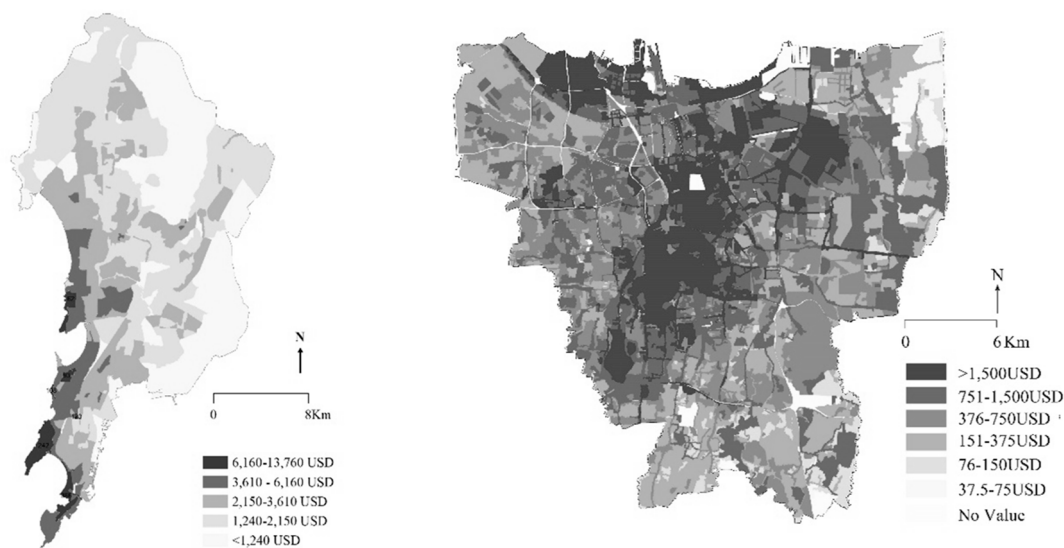 N
0 8Km
6,160-13,760 USD
3,610 - 6,160 USD
2,150-3,610 USD
1,240-2,150 USD
<1,240 USD
N
0 6 Km
>1,500USD
751-1,500USD
376-750USD
151-375USD
76-150USD
37.5-75USD
No Value